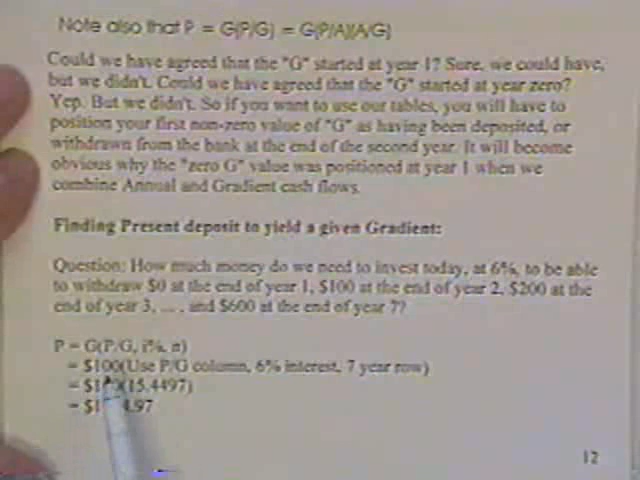 Note also that P = G(P/G) = G(P/A)(A/G)
Could we have agreed that the "G" started at year 1? Sure, we could have,
but we didn't. Could we have agreed that the "G" started at year zero?
Yep. But we didn't. So if you want to use our tables, you will have to
position your first non-zero value of "G" as having been deposited, or
withdrawn from the bank at the end of the second year. It will become
obvious why the "zero G" value was positioned at year 1 when we
combine Annual and Gradient cash flows.
Finding Present deposit to yield a given Gradient:
Question: How much money do we need to invest today, at 6%, to be able
to withdraw $0 at the end of year 1, $100 at the end of year 2, $200 at the
end of year 3, ..., and $600 at the end of year 7?
P = G(P/G, i%, n)
= $100(Use P/G column, 6% interest, 7 year row)
= (15.4497)
=
12